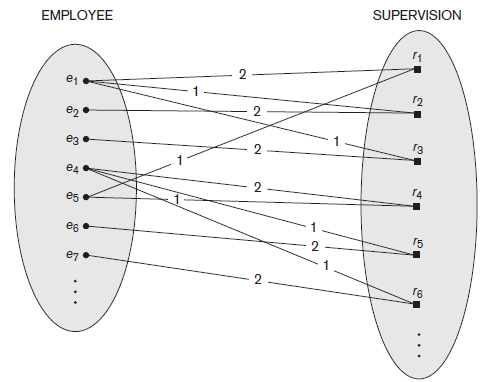 EMPLOYEE
SUPERVISION
e1
e2
e3
e4
e5
e6
e7
2
1
2
1
2
1
2
1
1
2
1
2
r1
r2
r3
r4
r5
r6